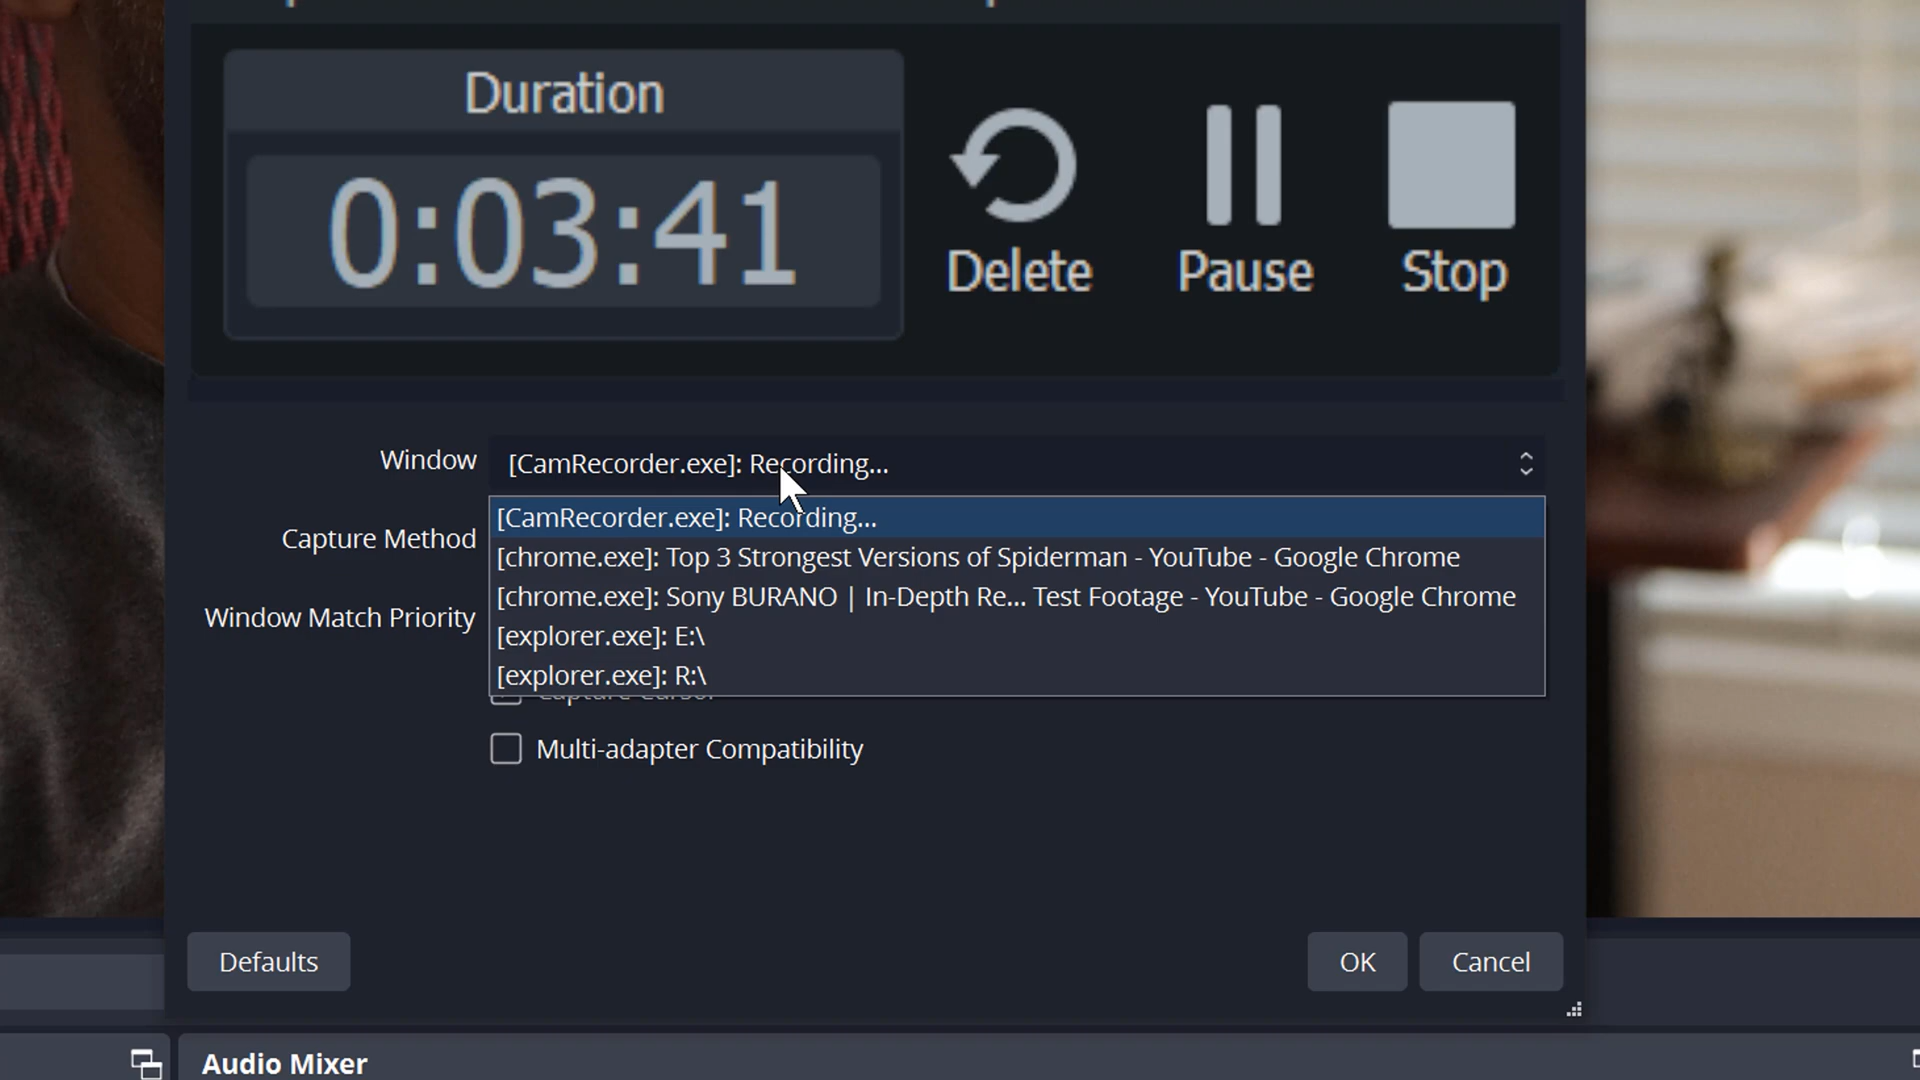 Duration
0:03:41
Delete
Pause
Stop
Window
[CamRecorder.exe]: Recording...
[CamRecorder.exe]: Recording...
Capture Method
[chrome.exe]: Top 3 Strongest Versions of Spiderman - YouTube - Google Chrome
[chrome.exe]: Sony BURANO | In-Depth Re... Test Footage - YouTube - Google Chrome
Window Match Priority
[explorer.exe]: E:\
[explorer.exe]: R:\
Capture Cursor
Multi-adapter Compatibility
Defaults
OK
Cancel
Audio Mixer